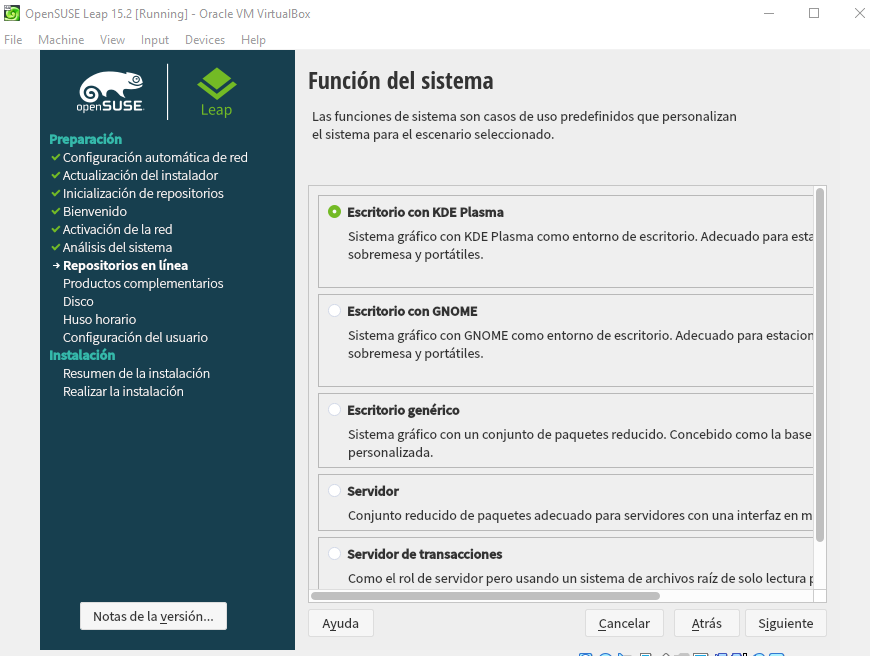 OpenSUSE Leap 15.2 [Running] - Oracle VM VirtualBox
File Machine View Input Devices Help
openSUSE.
Leap
Preparación
Configuración automática de red
Actualización del instalador
Inicialización de repositorios
Bienvenido
Activación de la red
Análisis del sistema
Repositorios en línea
Productos complementarios
Disco
Huso horario
Configuración del usuario
Instalación
Resumen de la instalación
Realizar la instalación
Notas de la versión...
Función del sistema
Las funciones de sistema son casos de uso predefinidos que personalizan
el sistema para el escenario seleccionado.
Escritorio con KDE Plasma
Sistema gráfico con KDE Plasma como entorno de escritorio. Adecuado para esta
sobremesa y portátiles.
Escritorio con GNOME
Sistema gráfico con GNOME como entorno de escritorio. Adecuado para estacion
sobremesa y portátiles.
Escritorio genérico
Sistema gráfico con un conjunto de paquetes reducido. Concebido como la base
personalizada.
Servidor
Conjunto reducido de paquetes adecuado para servidores con una interfaz en m
Servidor de transacciones
Como el rol de servidor pero usando un sistema de archivos raíz de solo lectura p
Ayuda Cancelar Atrás Siguiente